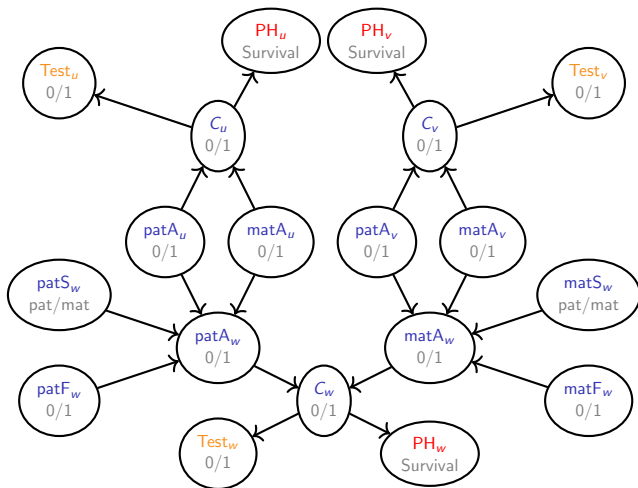 PH_u
Survival
PH_v
Survival
Test_u
0/1
Test_v
0/1
C_u
0/1
C_v
0/1
patA_u
0/1
matA_u
0/1
patA_v
0/1
matA_v
0/1
patS_w
pat/mat
matS_w
pat/mat
patA_w
0/1
matA_w
0/1
patF_w
0/1
C_w
0/1
matF_w
0/1
Test_w
0/1
PH_w
Survival